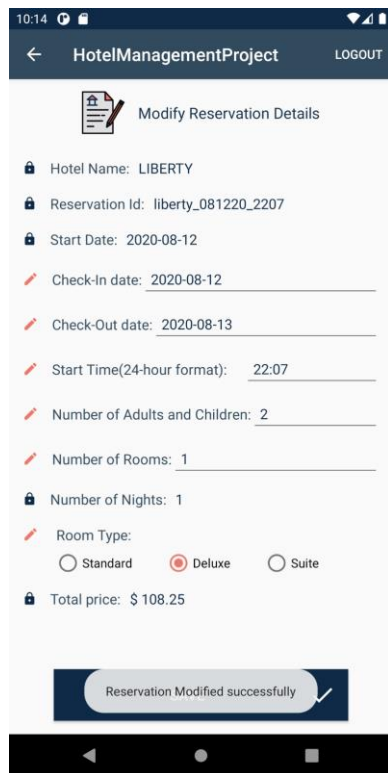 10:14
HotelManagementProject LOGOUT
Modify Reservation Details
Hotel Name: LIBERTY
Reservation Id: liberty_081220_2207
Start Date: 2020-08-12
Check-In date: 2020-08-12
Check-Out date: 2020-08-13
Start Time(24-hour format): 22:07
Number of Adults and Children: 2
Number of Rooms: 1
Number of Nights: 1
Room Type:
Standard Deluxe Suite
Total price: $ 108.25
Reservation Modified successfully